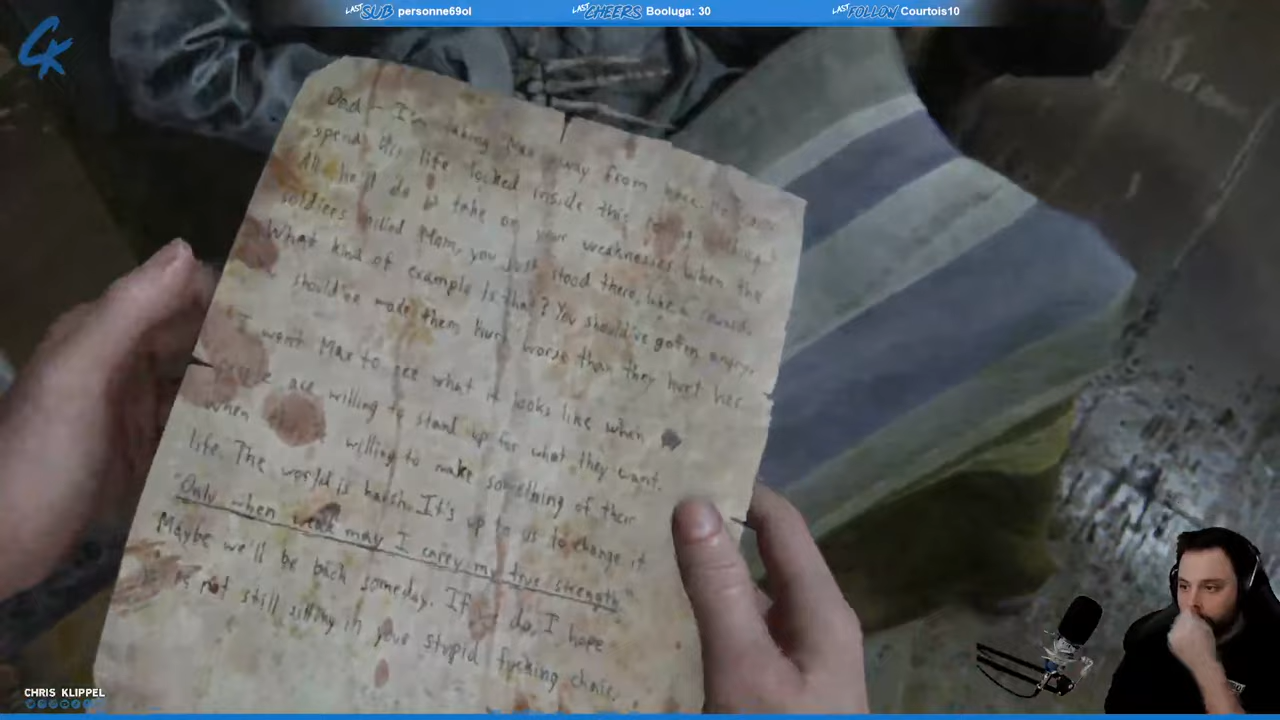 LAST SUB personne69ol
LAST CHEERS Booluga: 30
LAST FOLLOW Courtois10
CK
Dad - I'm taking Max away from here. He
spend his life locked inside this
All he'll do is take on your weaknesses. When the
soldiers killed Mom, you just stood there, like a coward.
What kind of example is that? You should've gotten angry.
should've made them hurt worse than they hurt her.
I want Max to see what it looks like when
are willing to stand up for what they want.
When willing to make something of their
life. The world is harsh. It's up to us to change it
"Only when weak may I carry my true strength."
Maybe we'll be back someday. If do, I hope
not still sitting in your stupid fucking chair.
CHRIS KLIPPEL